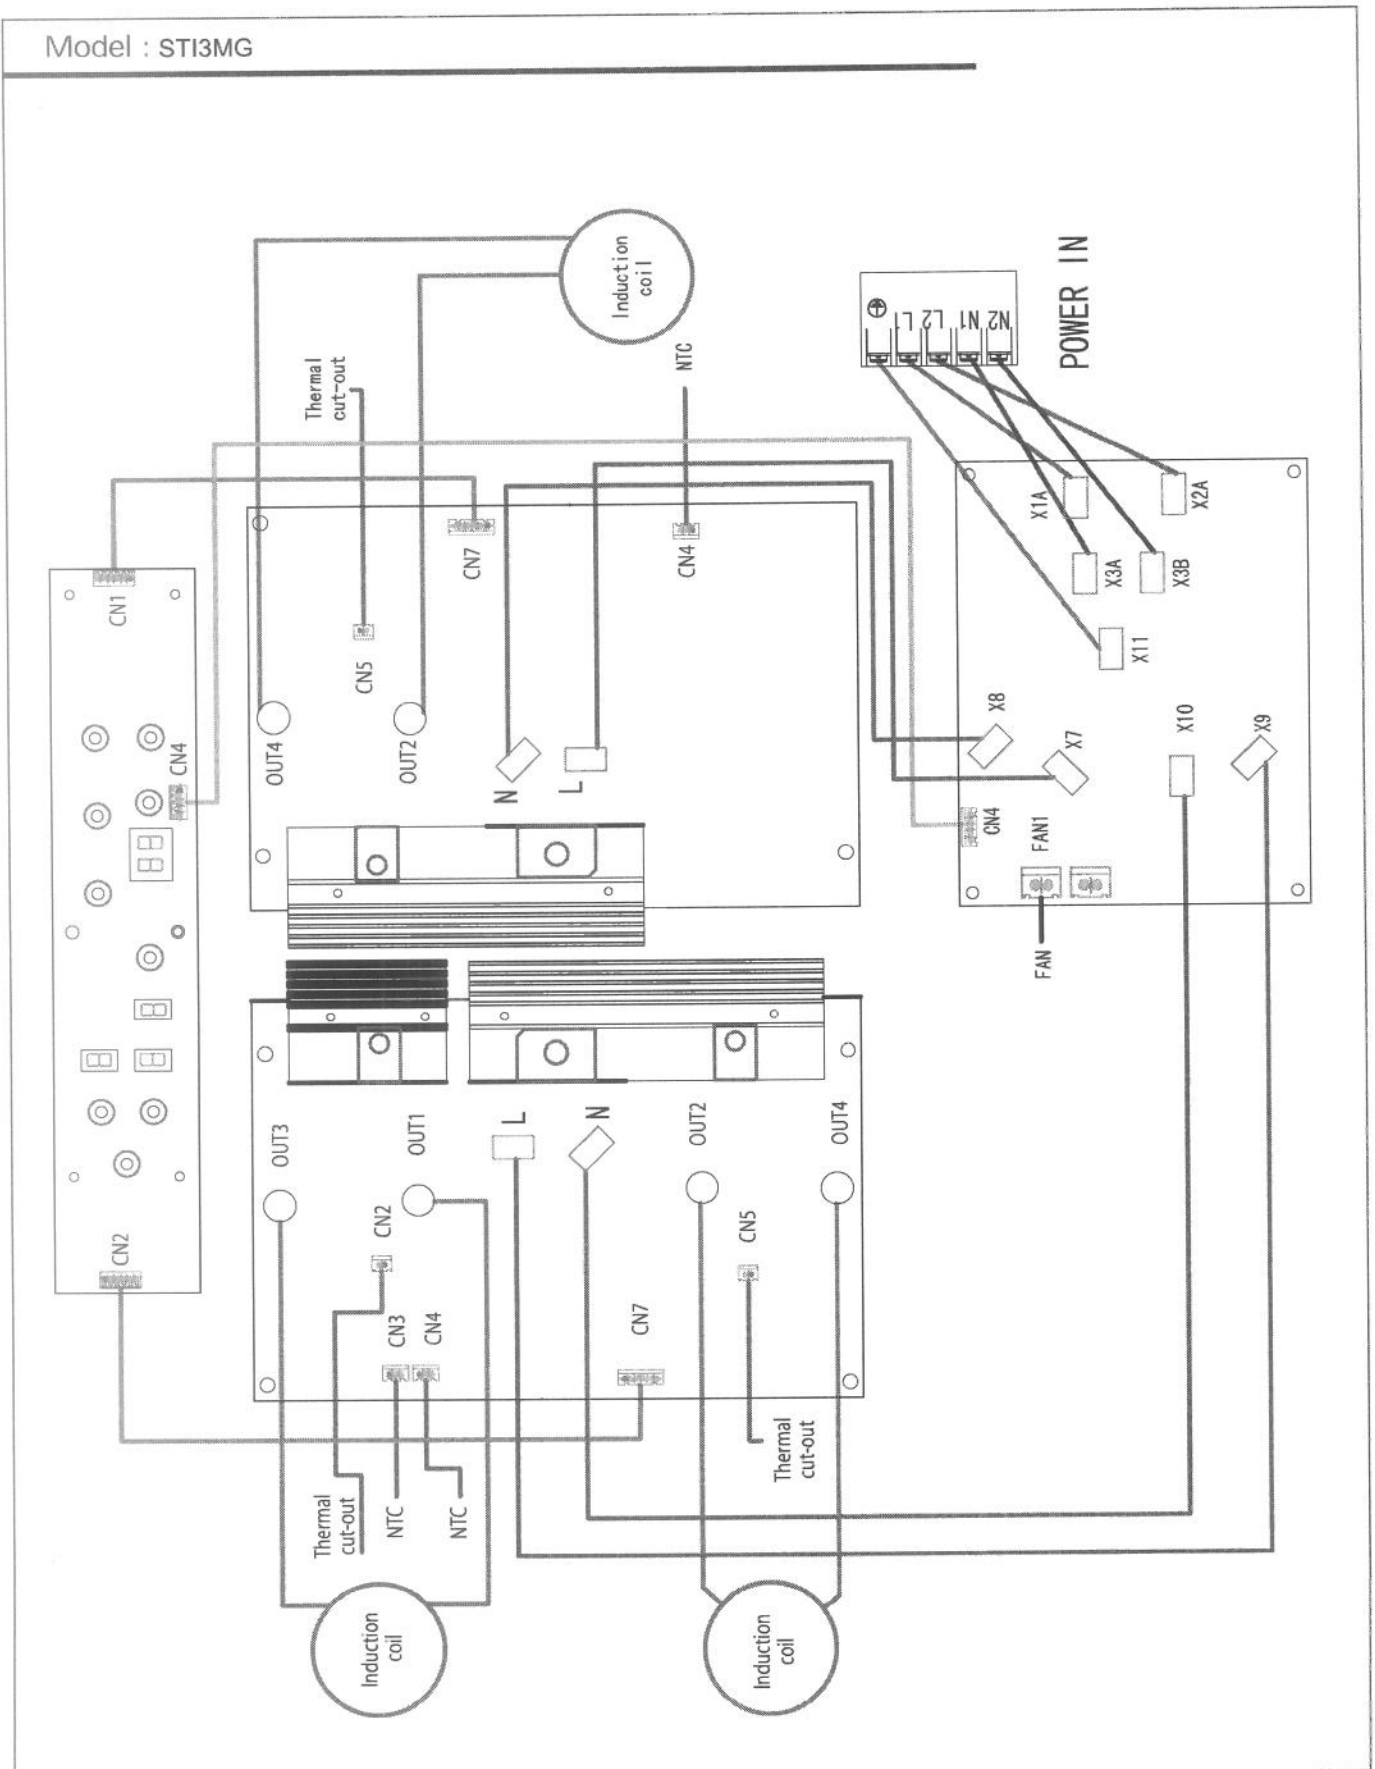 Model : STI3MG
Induction
coil
Thermal
cut-out
NTC
POWER IN
L1
L2
N1
N2
CN1
CN7
CN4
CN5
OUT4
OUT2
N
L
CN4
X1A
X2A
X3A
X3B
X11
X8
X7
X10
X9
CN4
FAN1
FAN
OUT3
OUT1
L
N
OUT2
OUT4
CN2
CN2
CN5
CN3
CN4
CN7
Thermal
cut-out
NTC
NTC
Thermal
cut-out
Induction
coil
Induction
coil